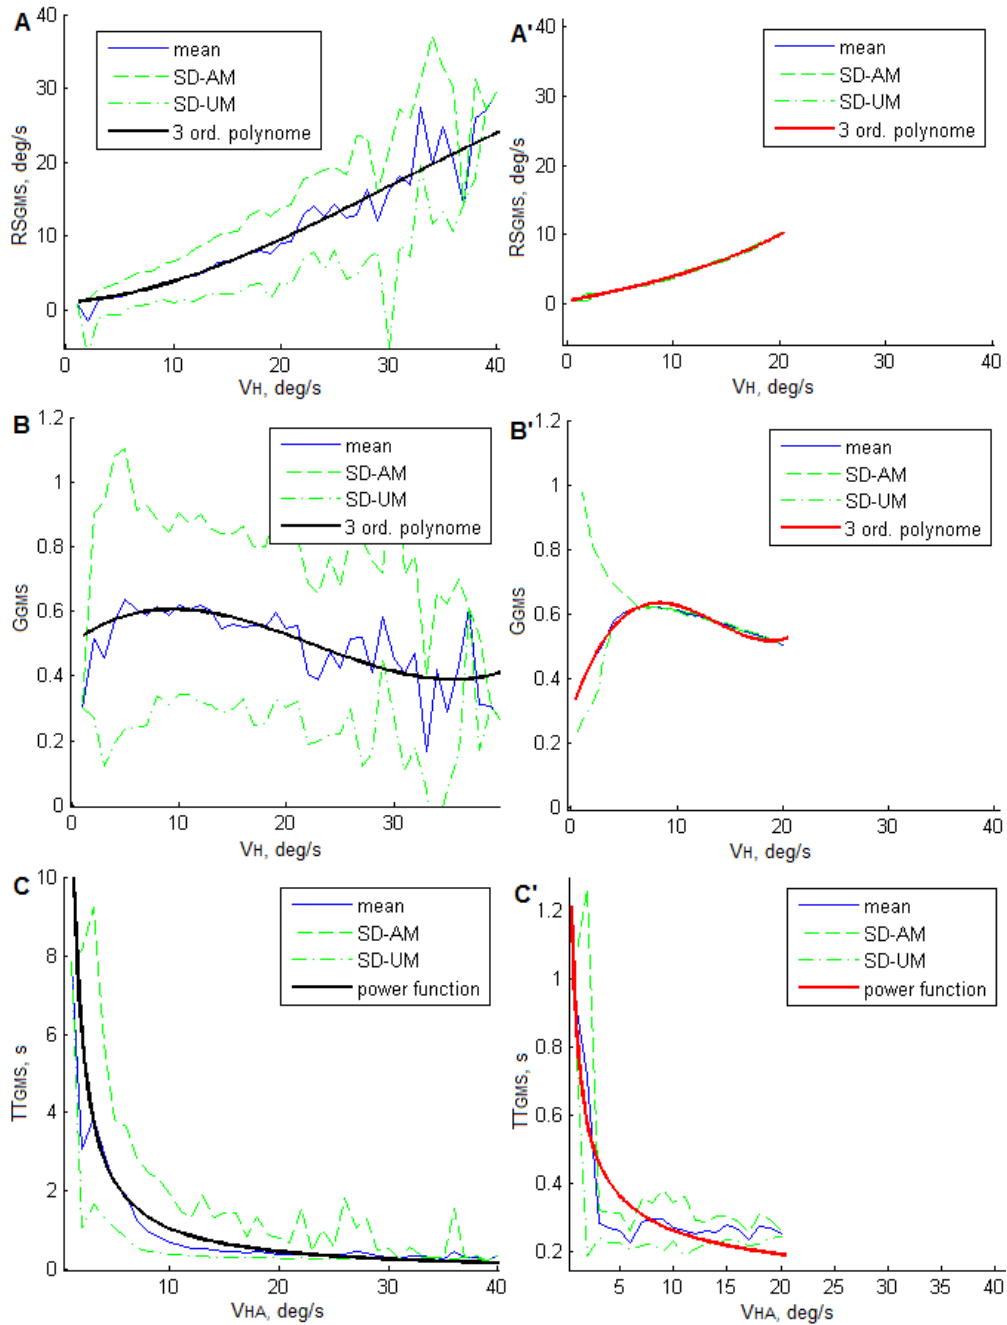 A
40
30
20
10
0
RSGMS, deg/s
mean
SD-AM
SD-UM
3 ord. polynome
0 10 20 30 40
VH, deg/s
A'
40
30
20
10
0
RSGMS, deg/s
mean
SD-AM
SD-UM
3 ord. polynome
0 10 20 30 40
VH, deg/s
B
1.2
1
0.8
0.6
0.4
0.2
0
GGMS
mean
SD-AM
SD-UM
3 ord. polynome
0 10 20 30 40
VH, deg/s
B'
1.2
1
0.8
0.6
0.4
0.2
0
GGMS
mean
SD-AM
SD-UM
3 ord. polynome
0 10 20 30 40
VH, deg/s
C
10
8
6
4
2
0
TTGMS, s
mean
SD-AM
SD-UM
power function
10 20 30 40
VHA, deg/s
C'
1.2
1
0.8
0.6
0.4
0.2
TTGMS, s
mean
SD-AM
SD-UM
power function
5 10 15 20 25 30 35 40
VHA, deg/s